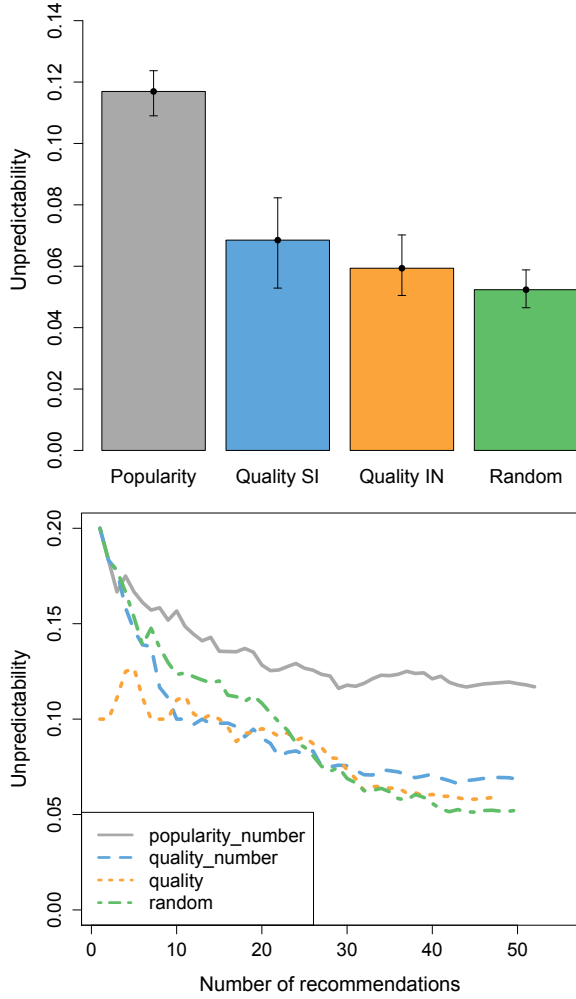 0.14
0.12
0.10
0.08
0.06
0.04
0.02
0.00
Unpredictability
Popularity Quality SI Quality IN Random
0.20
0.15
0.10
0.05
0.00
Unpredictability
popularity_number
quality_number
quality
random
0 10 20 30 40 50
Number of recommendations